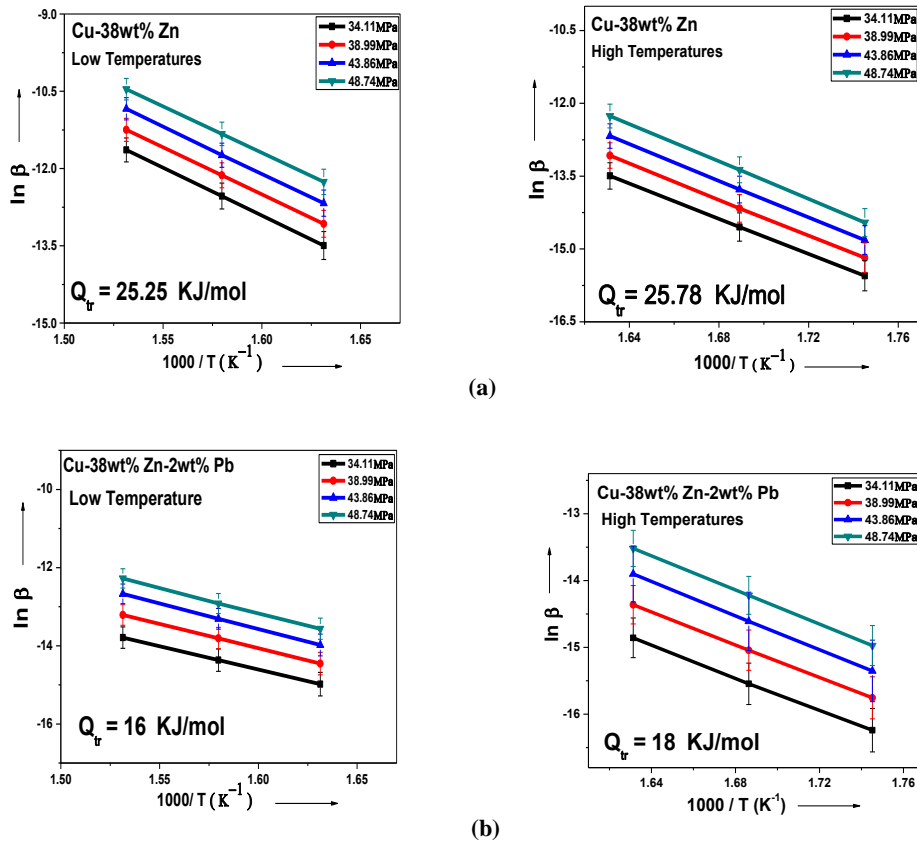 Cu-38wt% Zn
Low Temperatures
34.11MPa
38.99MPa
43.86MPa
48.74MPa
-9.0
-10.5
-12.0
-13.5
-15.0
ln β
Q_tr = 25.25 KJ/mol
1.50 1.55 1.60 1.65
1000 / T ( K⁻¹ )
Cu-38wt% Zn
High Temperatures
34.11MPa
38.99MPa
43.86MPa
48.74MPa
-10.5
-12.0
-13.5
-15.0
-16.5
ln β
Q_tr = 25.78 KJ/mol
1.64 1.68 1.72 1.76
1000/ T ( K⁻¹ )
(a)
Cu-38wt% Zn-2wt% Pb
Low Temperature
34.11MPa
38.99MPa
43.86MPa
48.74MPa
-10
-12
-14
-16
ln β
Q_tr = 16 KJ/mol
1.50 1.55 1.60 1.65
1000/ T ( K⁻¹ )
Cu-38wt% Zn-2wt% Pb
High Temperatures
34.11MPa
38.99MPa
43.86MPa
48.74MPa
-13
-14
-15
-16
ln β
Q_tr = 18 KJ/mol
1.64 1.68 1.72 1.76
1000 / T (K⁻¹)
(b)